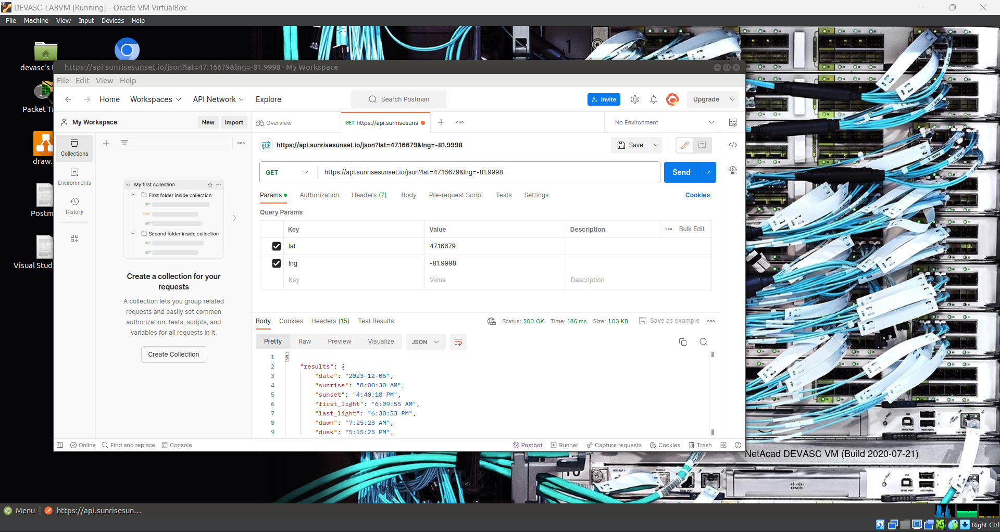 DEVASC-LABVM [Running] - Oracle VM VirtualBox
File Machine View Input Devices Help
devasc's
Packet
draw.
Postm
Visual Stud
https://api.sunrisesunset.io/json?lat=47.16679&lng=-81.9998 - My Workspace
File Edit View Help
Home Workspaces API Network Explore Search Postman Invite Upgrade
My Workspace New Import Overview GET https://api.sunrisesuns No Environment
Collections
Environments
History
My first collection
First folder inside collection
GET
POST
GET
Second folder inside collection
GET
GET
Create a collection for your
requests
A collection lets you group related
requests and easily set common
authorization, tests, scripts, and
variables for all requests in it.
Create Collection
HTTP https://api.sunrisesunset.io/json?lat=47.16679&lng=-81.9998 Save
GET https://api.sunrisesunset.io/json?lat=47.16679&lng=-81.9998 Send
Params Authorization Headers (7) Body Pre-request Script Tests Settings Cookies
Query Params
Key Value Description Bulk Edit
lat 47.16679
lng -81.9998
Key Value Description
Body Cookies Headers (15) Test Results Status: 200 OK Time: 186 ms Size: 1.03 KB Save as example
Pretty Raw Preview Visualize JSON
1 {
2 "results": {
3 "date": "2023-12-06",
4 "sunrise": "8:00:30 AM",
5 "sunset": "4:40:18 PM",
6 "first_light": "6:09:55 AM",
7 "last_light": "6:30:53 PM",
8 "dawn": "7:25:23 AM",
9 "dusk": "5:15:25 PM",
Online Find and replace Console Postbot Runner Capture requests Cookies Trash
NetAcad DEVASC VM (Build 2020-07-21)
CISCO
Menu https://api.sunrisesun...
Right Ctrl